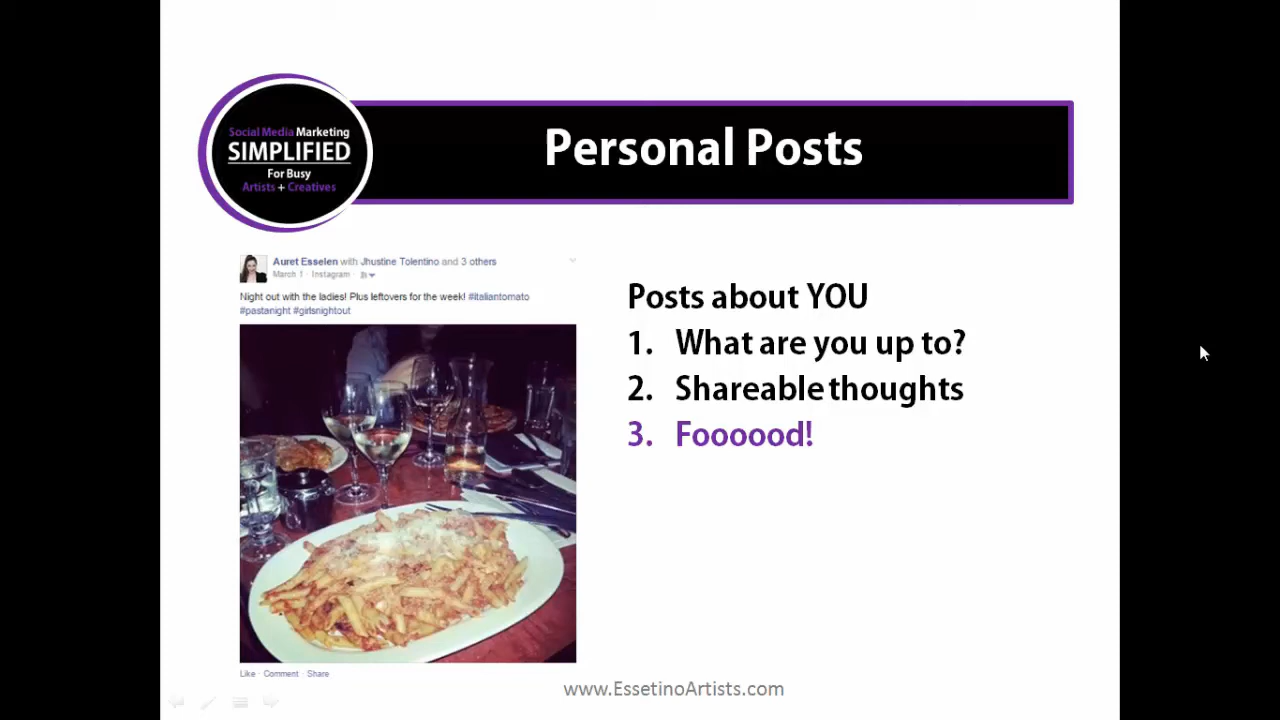 Social Media Marketing
SIMPLIFIED
For Busy
Artists + Creatives
Personal Posts
Auret Esselen with Jhustine Tolentino and 3 others
March 1 · Instagram ·
Night out with the ladies! Plus leftovers for the week! #italiantomato
#pastanight #girlsnightout
Like · Comment · Share
Posts about YOU
1. What are you up to?
2. Shareable thoughts
3. Foooood!
www.EssetinoArtists.com